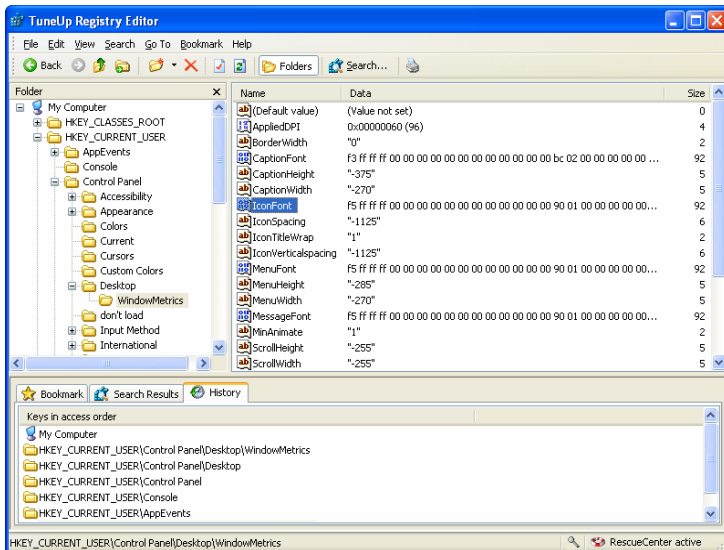 TuneUp Registry Editor
File Edit View Search Go To Bookmark Help
Back Folders Search...
Folder
My Computer
HKEY_CLASSES_ROOT
HKEY_CURRENT_USER
AppEvents
Console
Control Panel
Accessibility
Appearance
Colors
Current
Cursors
Custom Colors
Desktop
WindowMetrics
don't load
Input Method
International
Name Data Size
(Default value) (Value not set) 0
AppliedDPI 0x00000060 (96) 4
BorderWidth "0" 2
CaptionFont f3 ff ff ff 00 00 00 00 00 00 00 00 00 00 00 00 bc 02 00 00 00 00 00 ... 92
CaptionHeight "-375" 5
CaptionWidth "-270" 5
IconFont f5 ff ff ff 00 00 00 00 00 00 00 00 00 00 00 00 90 01 00 00 00 00 00... 92
IconSpacing "-1125" 6
IconTitleWrap "1" 2
IconVerticalspacing "-1125" 6
MenuFont f5 ff ff ff 00 00 00 00 00 00 00 00 00 00 00 00 90 01 00 00 00 00 00... 92
MenuHeight "-285" 5
MenuWidth "-270" 5
MessageFont f5 ff ff ff 00 00 00 00 00 00 00 00 00 00 00 00 90 01 00 00 00 00 00... 92
MinAnimate "1" 2
ScrollHeight "-255" 5
ScrollWidth "-255" 5
Bookmark Search Results History
Keys in access order
My Computer
HKEY_CURRENT_USER\Control Panel\Desktop\WindowMetrics
HKEY_CURRENT_USER\Control Panel\Desktop
HKEY_CURRENT_USER\Control Panel
HKEY_CURRENT_USER\Console
HKEY_CURRENT_USER\AppEvents
HKEY_CURRENT_USER\Control Panel\Desktop\WindowMetrics RescueCenter active